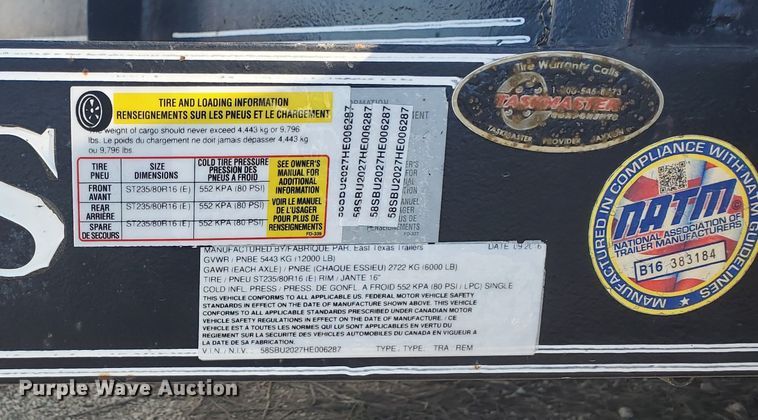 TIRE AND LOADING INFORMATION
RENSEIGNEMENTS SUR LES PNEUS ET LE CHARGEMENT
The weight of cargo should never exceed 4,443 kg or 9,796
lbs. Le poids du chargement ne doit jamais depasser 4,443 kg
ou 9,796 lbs.
TIRE
PNEU
SIZE
DIMENSIONS
COLD TIRE PRESSURE
PRESSION DES
PNEUS A FROID
FRONT
AVANT
ST235/80R16 (E)
552 KPA (80 PSI)
REAR
ARRIÈRE
ST235/80R16 (E)
552 KPA (80 PSI)
SPARE
DE SECOURS
ST235/80R16 (E)
552 KPA (80 PSI)
SEE OWNER'S
MANUAL FOR
ADDITIONAL
INFORMATION
VOIR LE MANUEL
DE L'USAGER
POUR PLUS DE
RENSEIGNEMENTS
58SBU2027HE006287
58SBU2027HE006287
58SBU2027HE006287
58SBU2027HE006287
Tire Warranty Calls
TASKMASTER
COMPONENTS
TASKMASTER PROVIDER
MANUFACTURED IN COMPLIANCE WITH NATM GUIDELINES
NATM
NATIONAL ASSOCIATION OF
TRAILER MANUFACTURERS
B16 383184
S
MANUFACTURED BY/FABRIQUE PAR: East Texas Trailers
DATE
GVWR / PNBE 5443 KG (12000 LB)
GAWR (EACH AXLE) / PNBE (CHAQUE ESSIEU) 2722 KG (6000 LB)
TIRE / PNEU ST235/80R16 (E) RIM / JANTE 16"
COLD INFL. PRESS / PRESS. DE GONFL. A FROID 552 KPA (80 PSI / LPC) SINGLE
THIS VEHICLE CONFORMS TO ALL APPLICABLE US. FEDERAL MOTOR VEHICLE SAFETY
STANDARDS IN EFFECT ON THE DATE OF MANUFACTURE SHOWN ABOVE. THIS VEHICLE
CONFORMS TO ALL APPLICABLE STANDARDS PRESCRIBED UNDER CANADIAN MOTOR
VEHICLE SAFETY REGULATIONS IN EFFECT ON THE DATE OF MANUFACTURE. / CE
VEHICLE EST À TOUTES LES NORMES QUI LUI SONT APPLICABLES EN VERTU DU
REGLEMENT SUR LA SÉCURITÉ DES VÉHICULES AUTOMOBILES DU CANADA EN VIGUEUR A
LA DATE DE SA FABRICATION.
V.I.N. / N.I.V. 58SBU2027HE006287 TYPE, TYPE, TRA REM
Purple Wave Auction